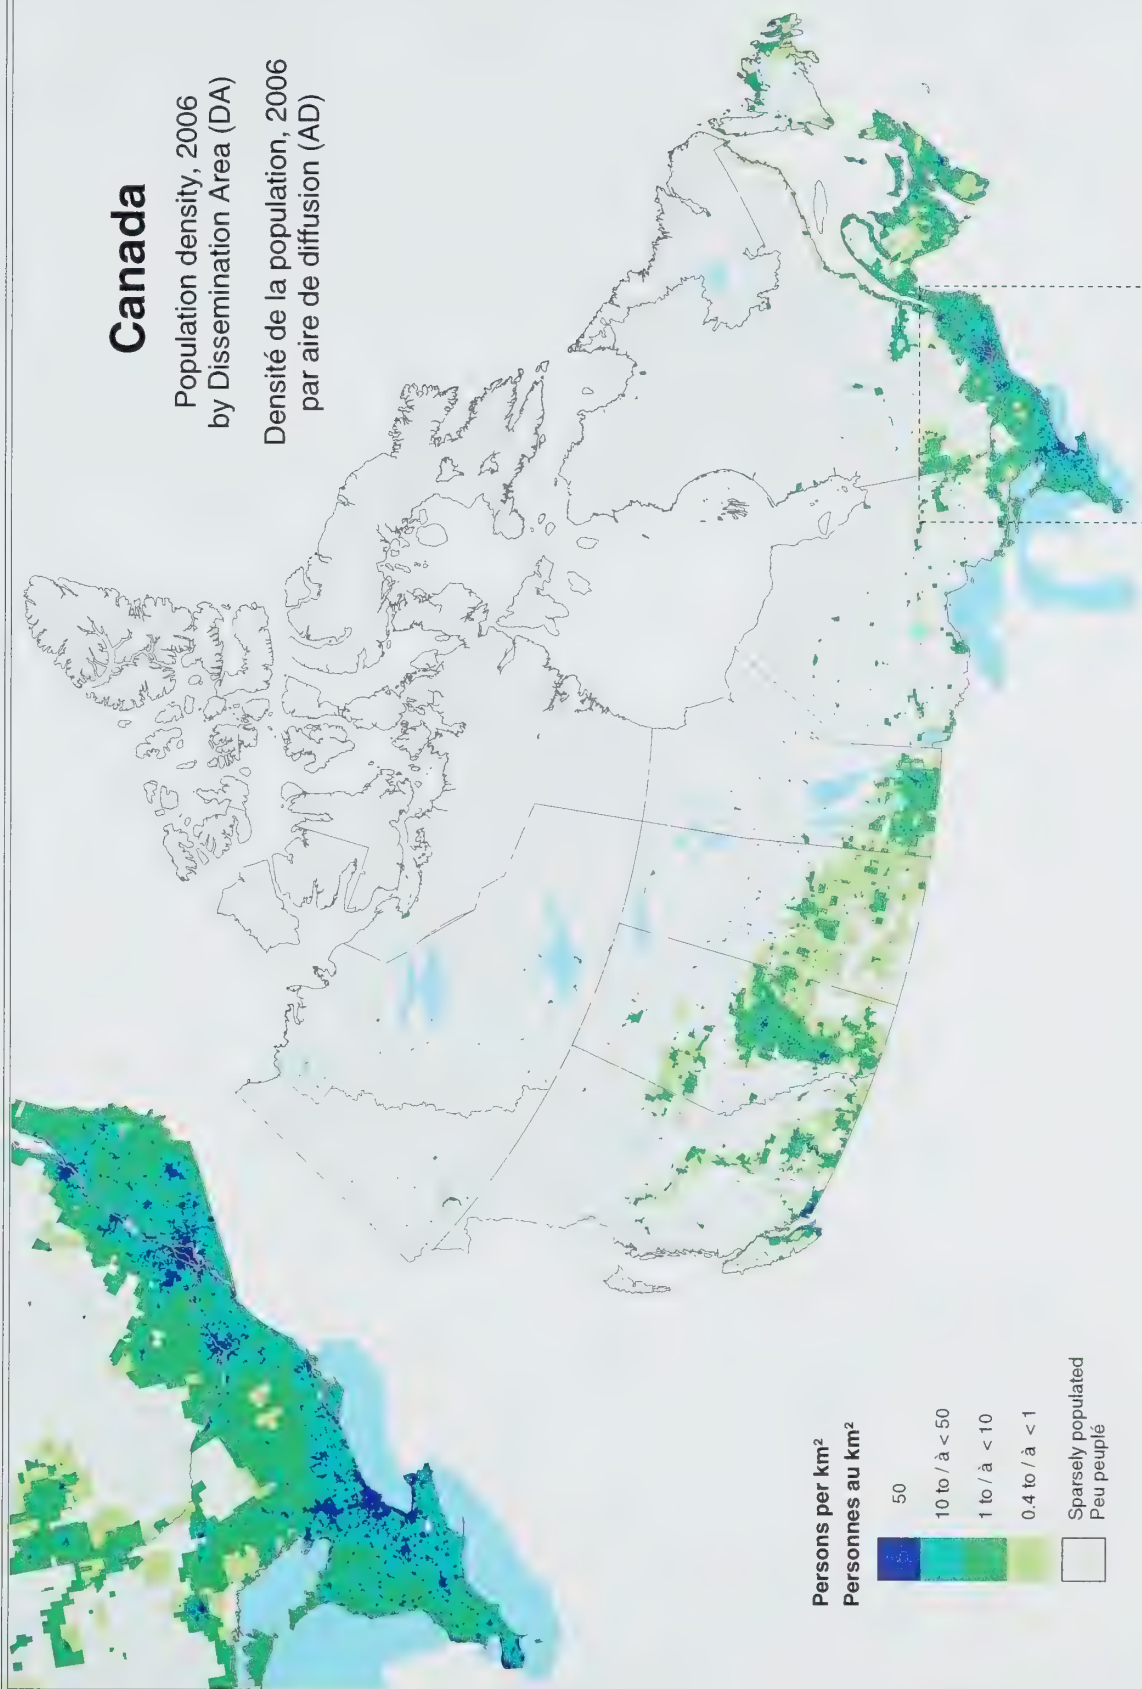 Canada
Population density, 2006
by Dissemination Area (DA)
Densité de la population, 2006
par aire de diffusion (AD)
Persons per km²
Personnes au km²
50
10 to / à < 50
1 to / à < 10
0.4 to / à < 1
Sparsely populated
Peu peuplé